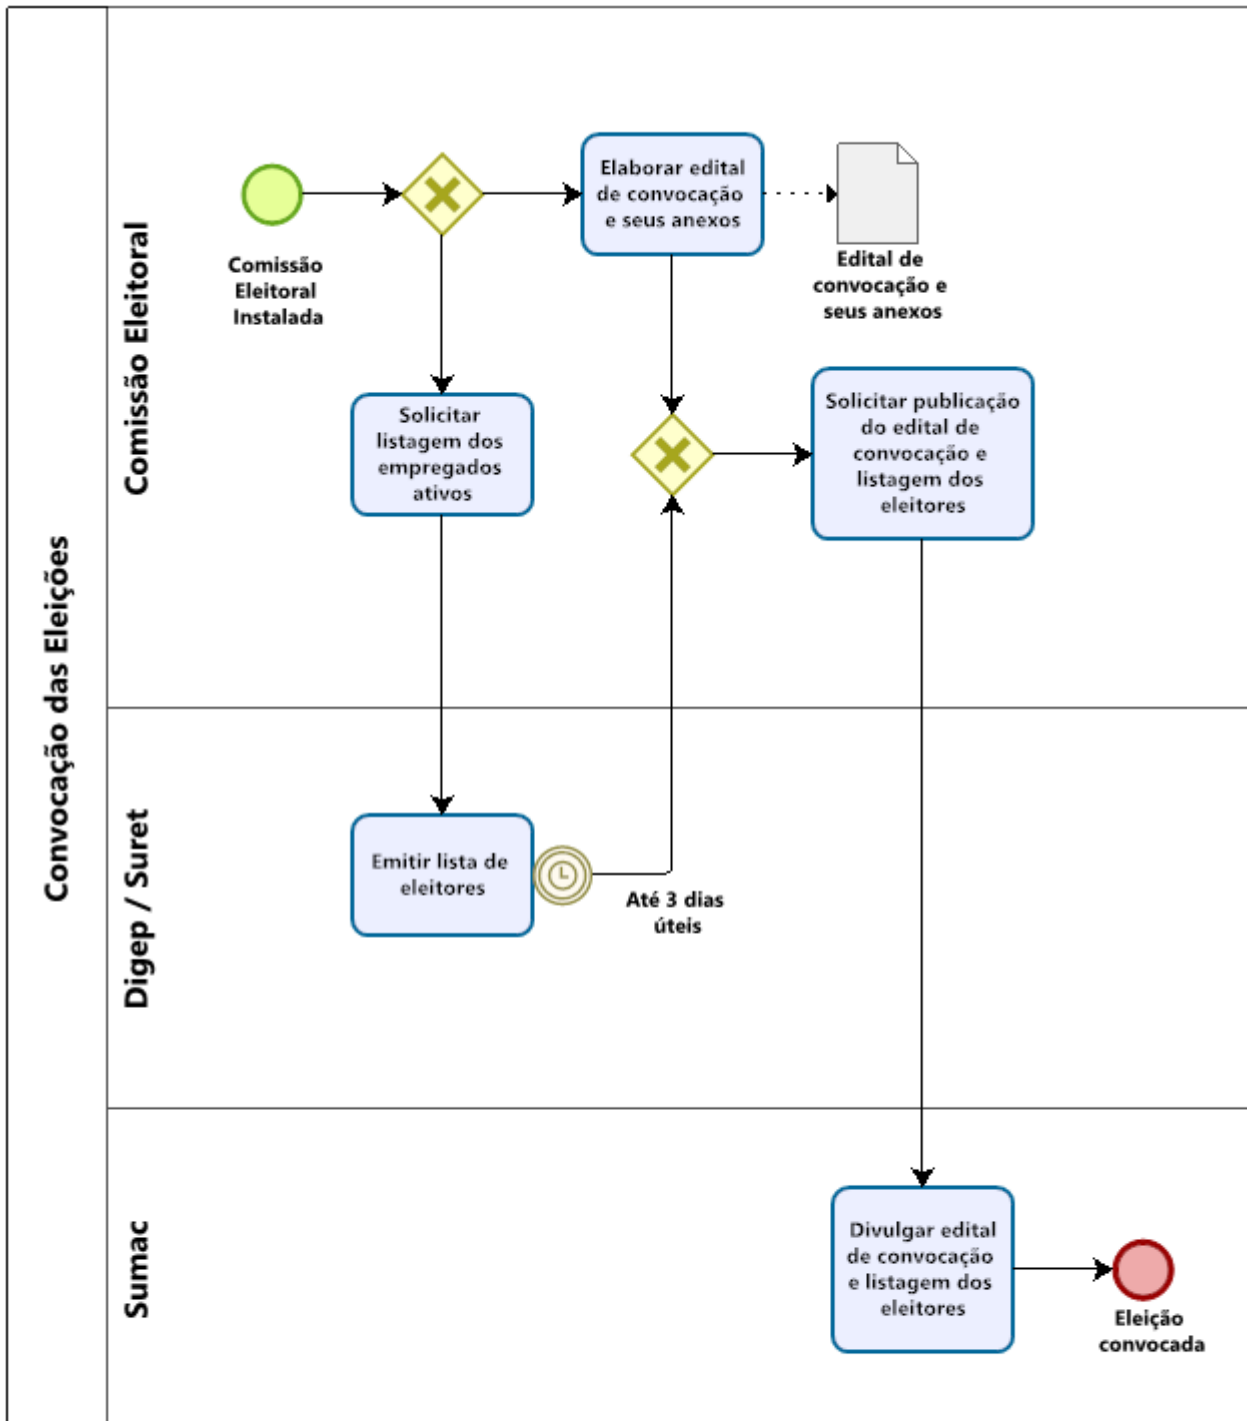 Convocação das Eleições
Comissão Eleitoral
Comissão
Eleitoral
Instalada
Elaborar edital
de convocação
e seus anexos
Edital de
convocação e
seus anexos
Solicitar
listagem dos
empregados
ativos
Solicitar publicação
do edital de
convocação e
listagem dos
eleitores
Digep / Suret
Emitir lista de
eleitores
Até 3 dias
úteis
Sumac
Divulgar edital
de convocação
e listagem dos
eleitores
Eleição
convocada